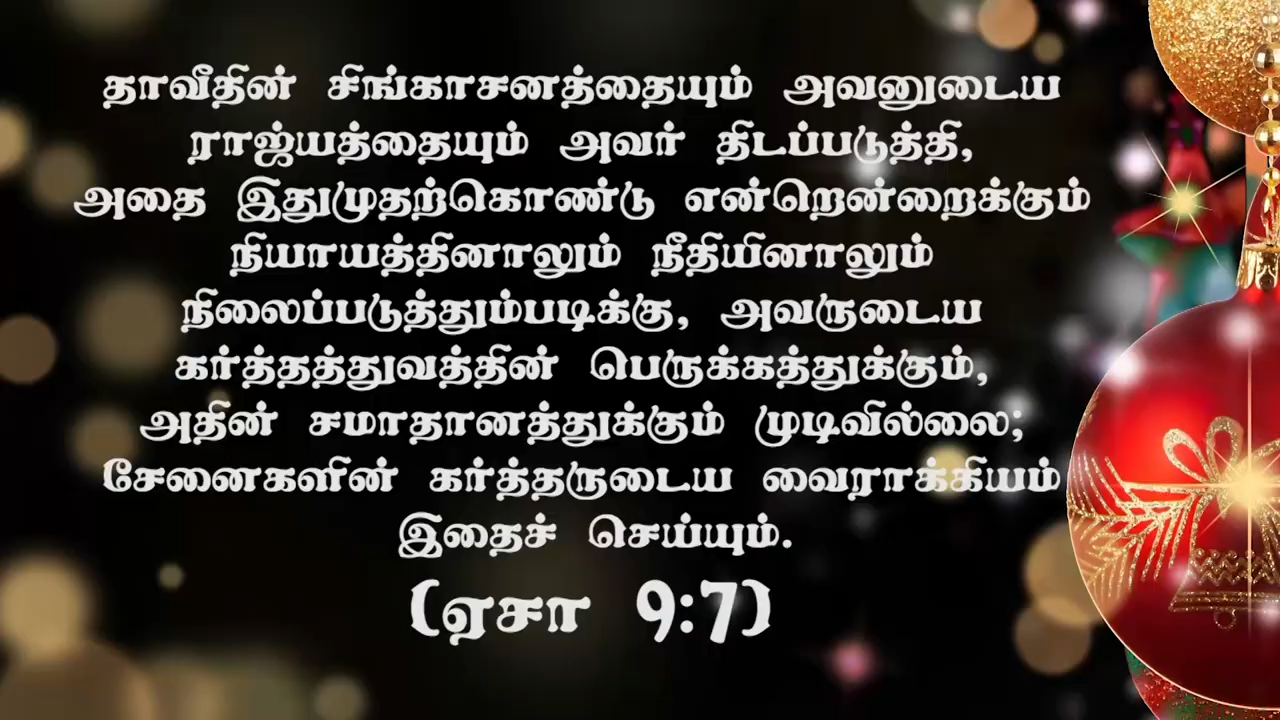 தாவீதின் சிங்காசனத்தையும் அவனுடைய
ராஜ்யத்தையும் அவர் திடப்படுத்தி,
அதை இதுமுதற்கொண்டு என்றென்றைக்கும்
நியாயத்தினாலும் நீதியினாலும்
நிலைப்படுத்தும்படிக்கு, அவருடைய
கர்த்தத்துவத்தின் பெருக்கத்துக்கும்,
அதின் சமாதானத்துக்கும் முடிவில்லை;
சேனைகளின் கர்த்தருடைய வைராக்கியம்
இதைச் செய்யும்.
(ஏசா 9:7)